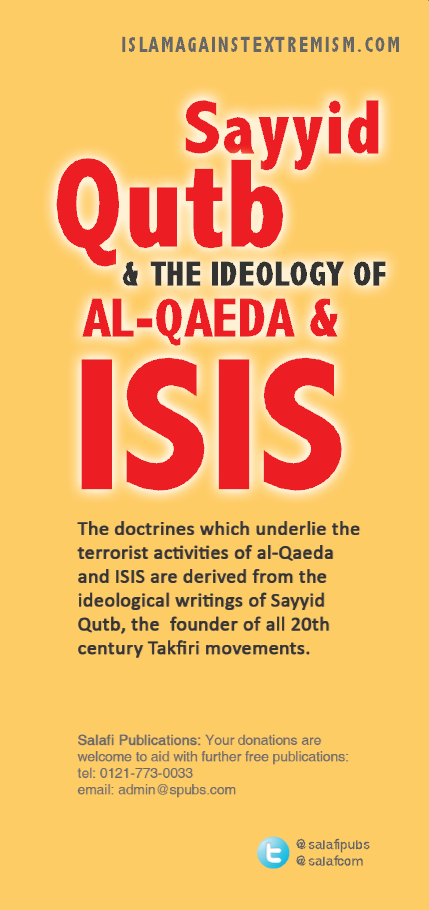 ISLAMAGAINSTEXTREMISM.COM
Sayyid
Qutb
& THE IDEOLOGY OF
AL-QAEDA &
ISIS
The doctrines which underlie the
terrorist activities of al-Qaeda
and ISIS are derived from the
ideological writings of Sayyid
Qutb, the founder of all 20th
century Takfiri movements.
Salafi Publications: Your donations are
welcome to aid with further free publications:
tel: 0121-773-0033
email: admin@spubs.com
@salafipubs
@salafcom